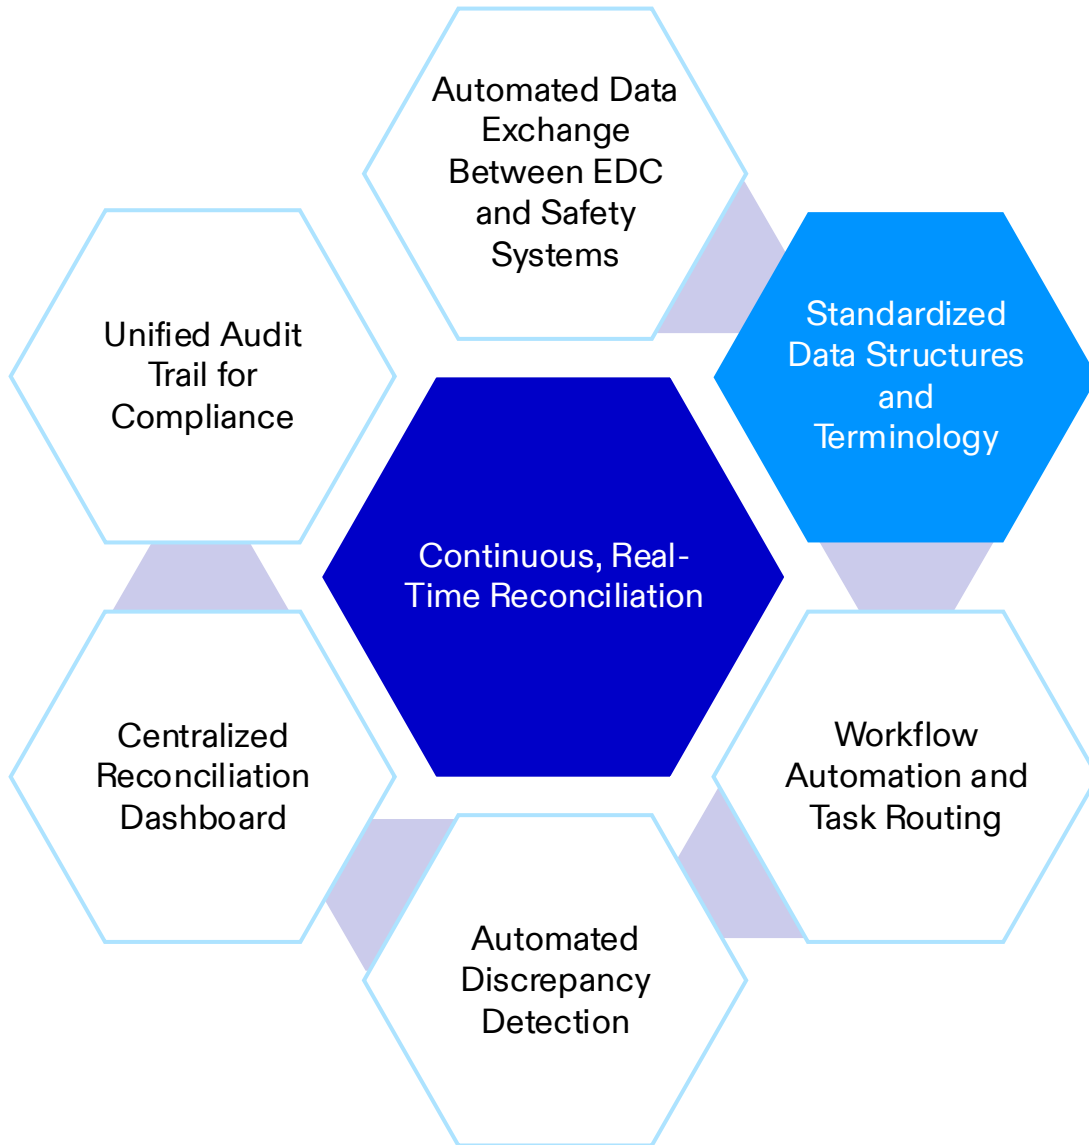 Automated Data
Exchange
Between EDC
and Safety
Systems
Standardized
Data Structures
and
Terminology
Unified Audit
Trail for
Compliance
Continuous, Real-
Time Reconciliation
Workflow
Automation and
Task Routing
Centralized
Reconciliation
Dashboard
Automated
Discrepancy
Detection